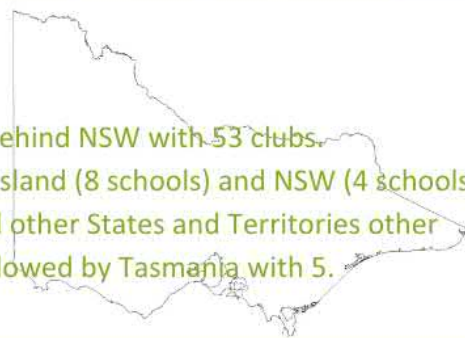 ehind NSW with 53 clubs.
sland (8 schools) and NSW (4 schools
other States and Territories other
lowed by Tasmania with 5.